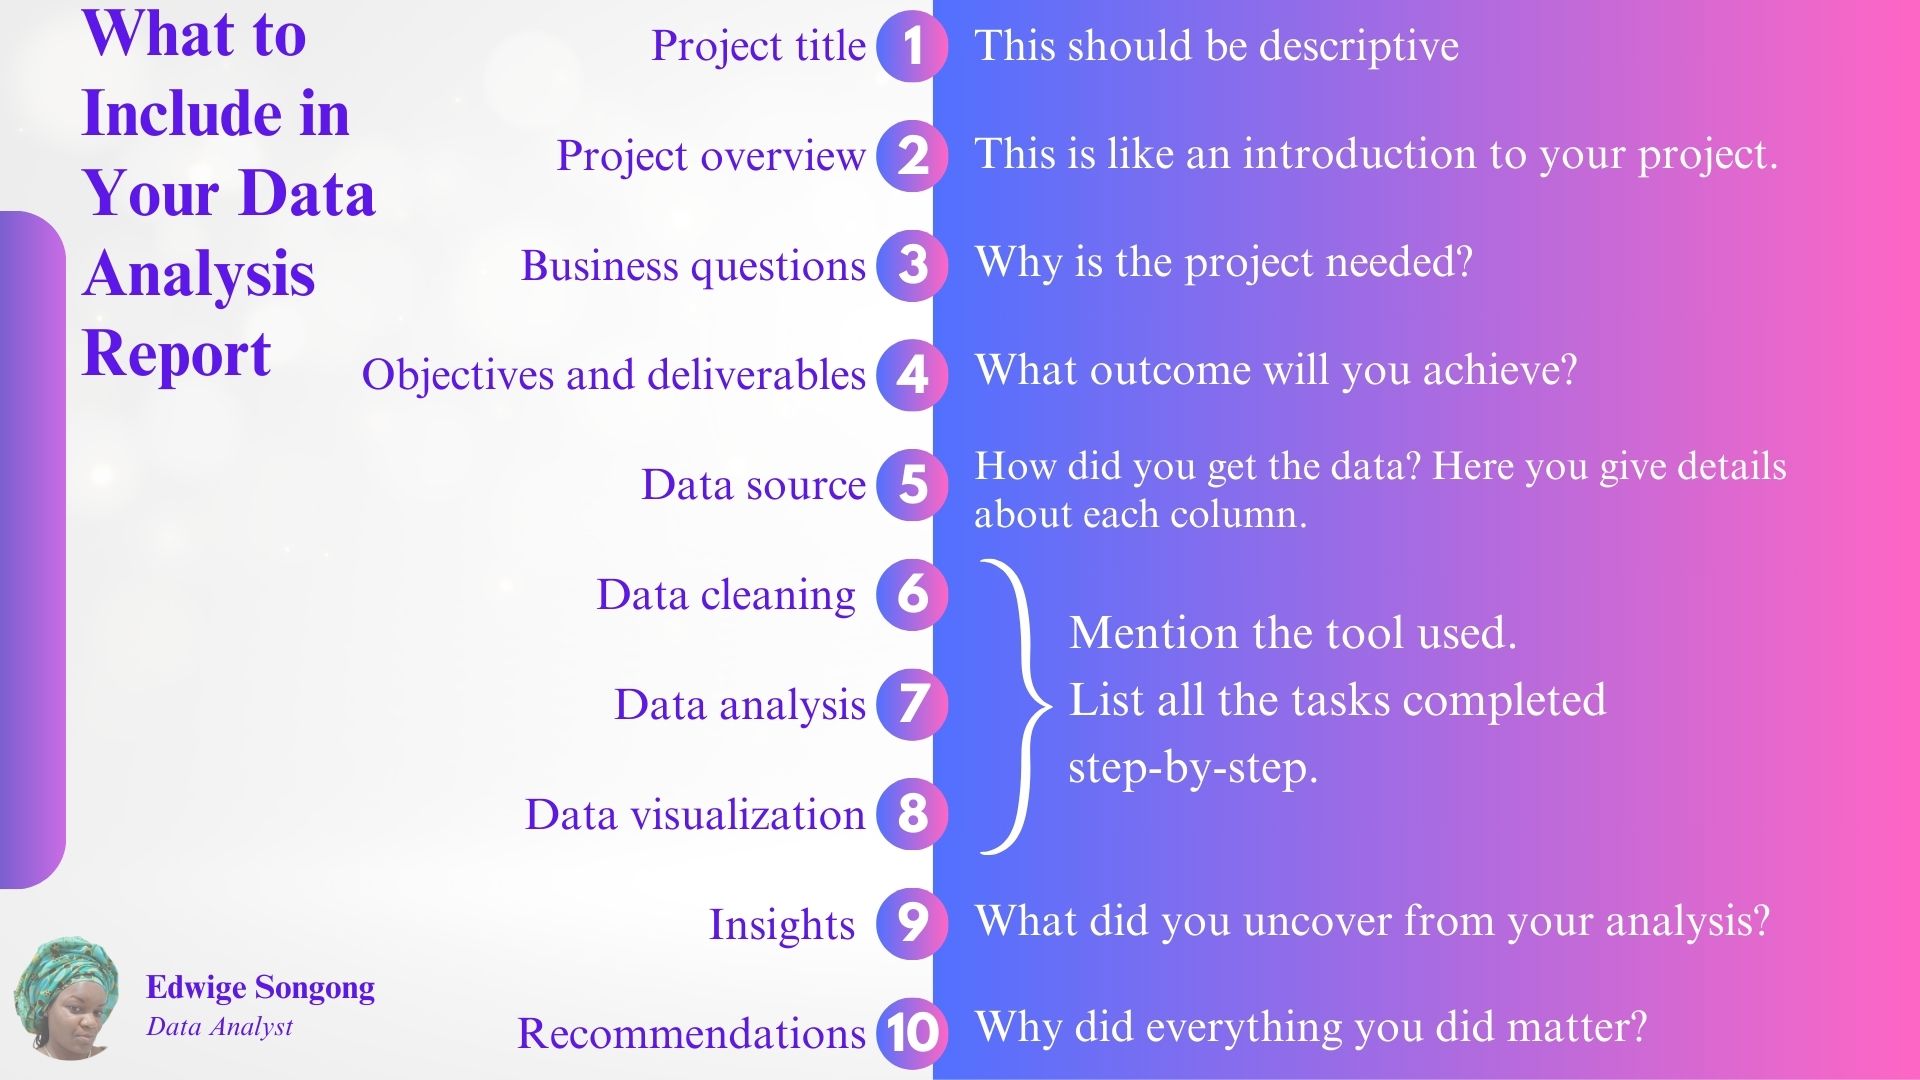 What to
Include in
Your Data
Analysis
Report
Project title 1 This should be descriptive
Project overview 2 This is like an introduction to your project.
Business questions 3 Why is the project needed?
Objectives and deliverables 4 What outcome will you achieve?
Data source 5 How did you get the data? Here you give details
about each column.
Data cleaning 6
Data analysis 7
Data visualization 8
Mention the tool used.
List all the tasks completed
step-by-step.
Insights 9 What did you uncover from your analysis?
Recommendations 10 Why did everything you did matter?
Edwige Songong
Data Analyst